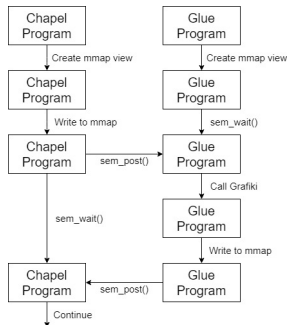 Chapel
Program
Glue
Program
Create mmap view
Create mmap view
Chapel
Program
Glue
Program
Write to mmap
sem_wait()
Chapel
Program
sem_post()
Glue
Program
Call Grafiki
sem_wait()
Glue
Program
Write to mmap
Chapel
Program
sem_post()
Glue
Program
Continue